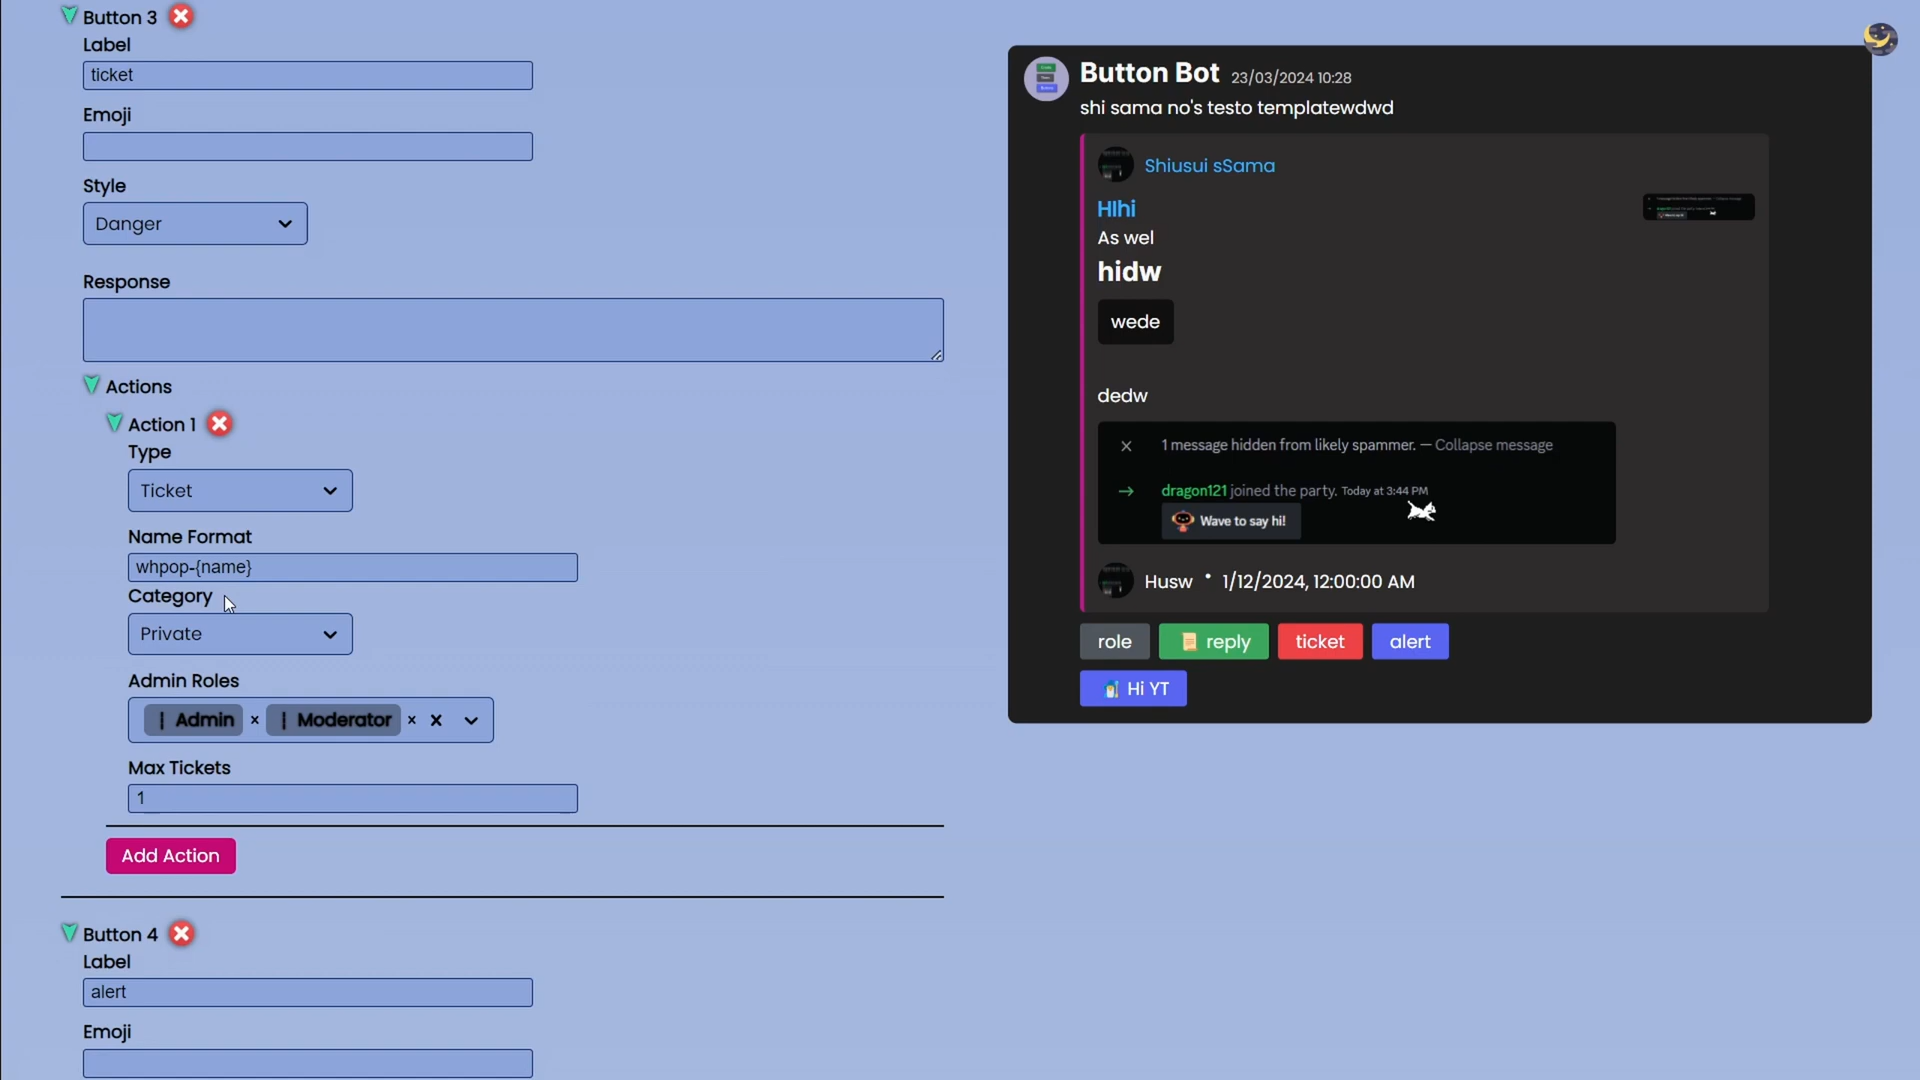 Button 3
Label
ticket
Emoji
Style
Danger
Response
Actions
Action 1
Type
Ticket
Name Format
whpop-{name}
Category
Private
Admin Roles
Admin × Moderator ×
Max Tickets
1
Add Action
Button 4
Label
alert
Emoji
Button Bot 23/03/2024 10:28
shi sama no's testo templatewdwd
Shiusui sSama
HIhi
As wel
hidw
wede
dedw
1 message hidden from likely spammer. — Collapse message
dragon121 joined the party. Today at 3:44 PM
Wave to say hi!
Husw • 1/12/2024, 12:00:00 AM
role reply ticket alert
Hi YT